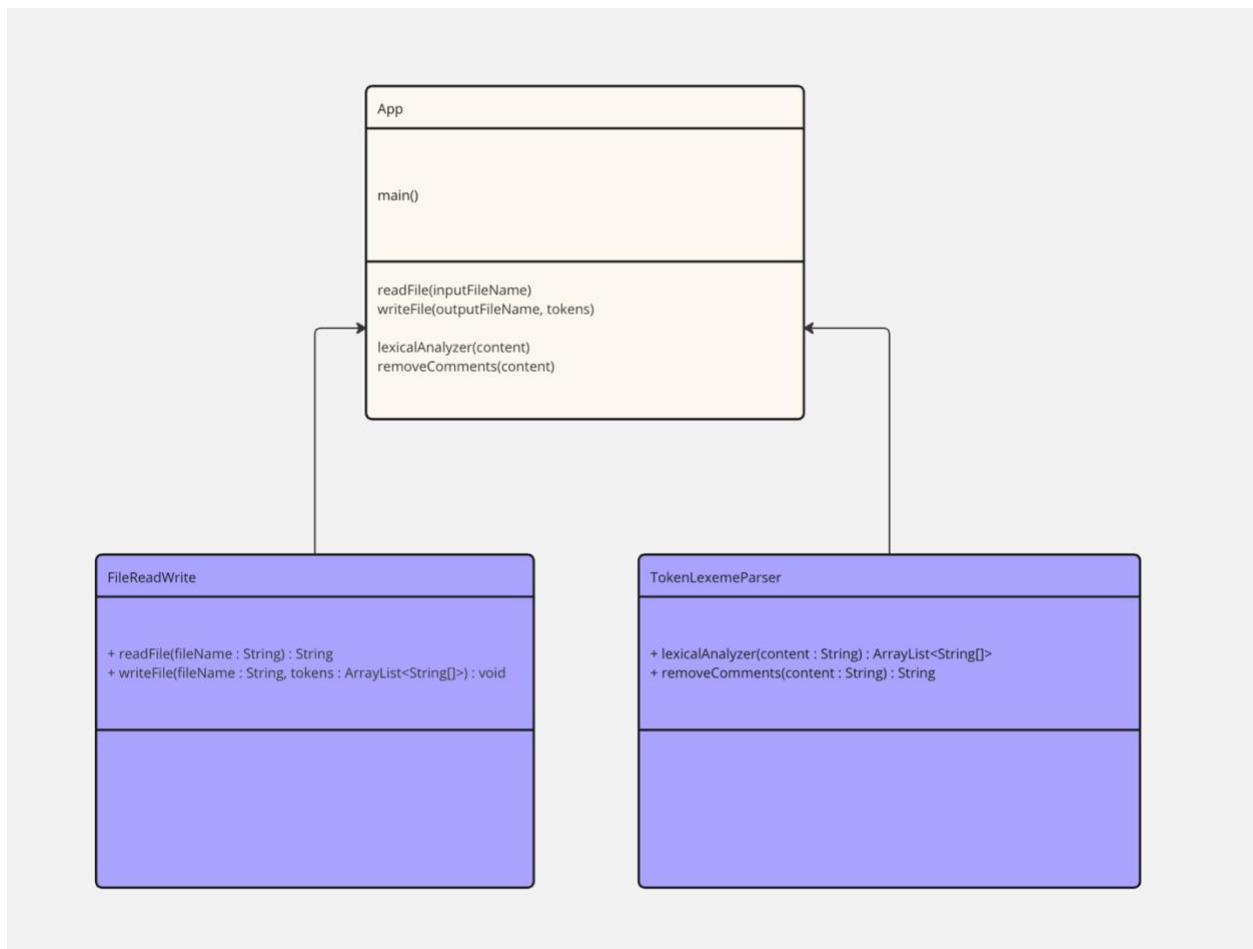 App
main()
readFile(inputFileName)
writeFile(outputFileName, tokens)
lexicalAnalyzer(content)
removeComments(content)
FileReadWrite
+ readFile(fileName : String) : String
+ writeFile(fileName : String, tokens : ArrayList<String[]>) : void
TokenLexemeParser
+ lexicalAnalyzer(content : String) : ArrayList<String[]>
+ removeComments(content : String) : String